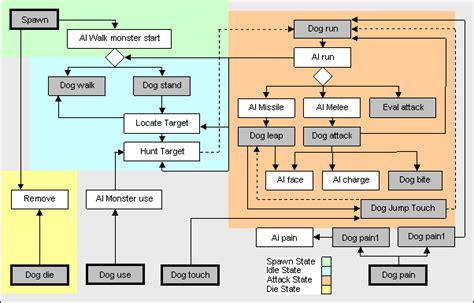 Spawn
AI Walk monster start
Dog run
AI run
Dog walk
Dog stand
AI Missile
AI Melee
Eval attack
Locate Target
Dog leap
Dog attack
Hunt Target
AI face
AI charge
Dog bite
Remove
AI Monster use
Dog Jump Touch
Ai pain
Dog pain1
Dog pain1
Dog die
Dog use
Dog touch
Spawn State
Idle State
Attack State
Die State
Dog pain